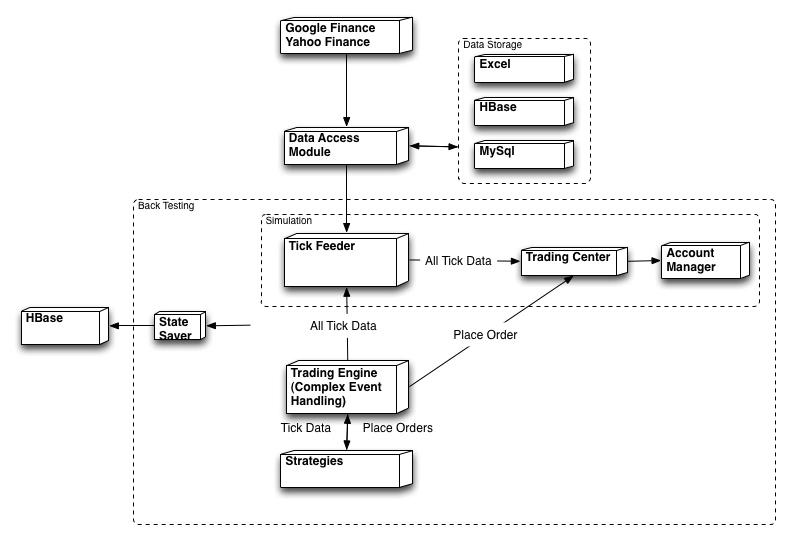 Google Finance
Yahoo Finance
Data Storage
Excel
HBase
MySql
Data Access
Module
Back Testing
Simulation
Tick Feeder
All Tick Data
Trading Center
Account
Manager
HBase
State
Saver
All Tick Data
Place Order
Trading Engine
(Complex Event
Handling)
Tick Data
Place Orders
Strategies